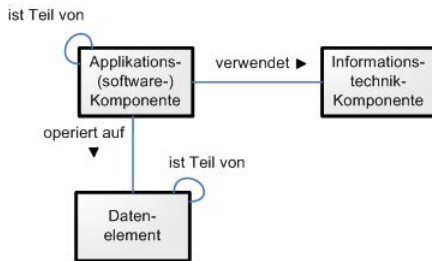 ist Teil von
Applikations-
(software-)
Komponente
verwendet ►
Informations-
technik-
Komponente
operiert auf
▼
ist Teil von
Daten-
element